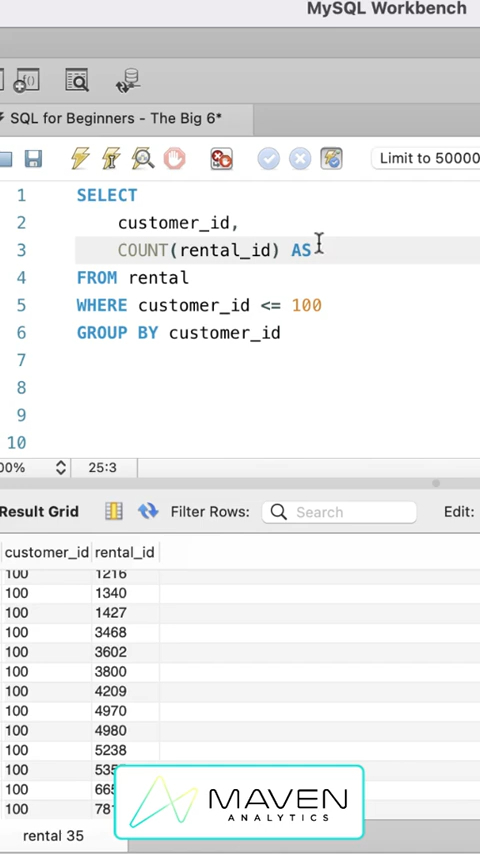 MySQL Workbench
SQL for Beginners - The Big 6*
Limit to 50000
1 SELECT
2 customer_id,
3 COUNT(rental_id) AS
4 FROM rental
5 WHERE customer_id <= 100
6 GROUP BY customer_id
7
8
9
10
00% 25:3
Result Grid Filter Rows: Search Edit:
customer_id rental_id
100 1216
100 1340
100 1427
100 3468
100 3602
100 3800
100 4209
100 4970
100 4980
100 5238
100
100
100
MAVEN
ANALYTICS
rental 35